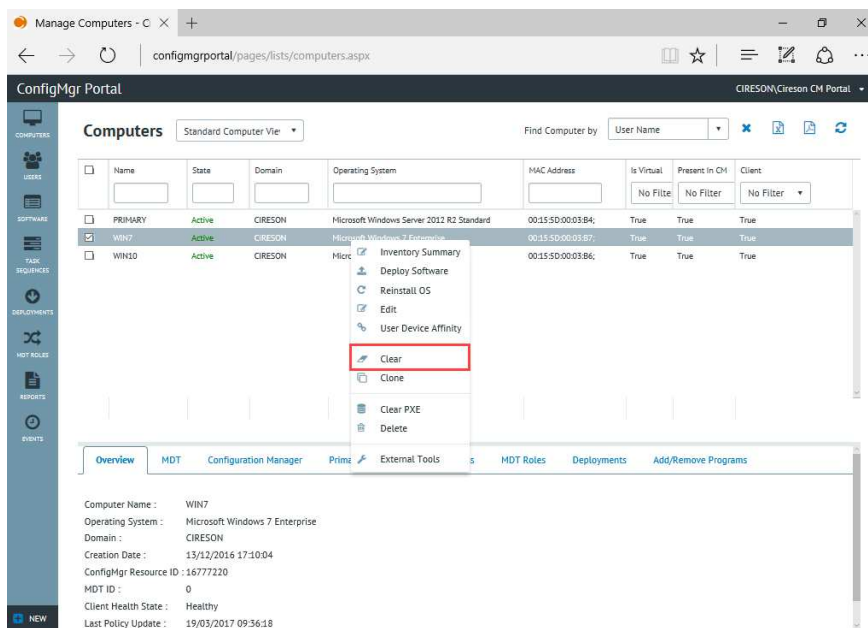 Manage Computers - C
configmgrportal/pages/lists/computers.aspx
ConfigMgr Portal
CIRESON\Cireson CM Portal
COMPUTERS
USERS
SOFTWARE
TASK SEQUENCES
DEPLOYMENTS
MDT ROLES
REPORTS
EVENTS
NEW
Computers
Standard Computer Vie
Find Computer by
User Name
Name State Domain Operating System MAC Address Is Virtual Present In CM Client
No Filte No Filter No Filter
PRIMARY Active CIRESON Microsoft Windows Server 2012 R2 Standard 00:15:5D:00:03:B4; True True True
WIN7 Active CIRESON Microsoft Windows 7 Enterprise 00:15:5D:00:03:B7; True True True
WIN10 Active CIRESON Micro 00:15:5D:00:03:B6; True True True
Inventory Summary
Deploy Software
Reinstall OS
Edit
User Device Affinity
Clear
Clone
Clear PXE
Delete
External Tools
Overview MDT Configuration Manager Prima s MDT Roles Deployments Add/Remove Programs
Computer Name : WIN7
Operating System : Microsoft Windows 7 Enterprise
Domain : CIRESON
Creation Date : 13/12/2016 17:10:04
ConfigMgr Resource ID : 16777220
MDT ID : 0
Client Health State : Healthy
Last Policy Update : 19/03/2017 09:36:18